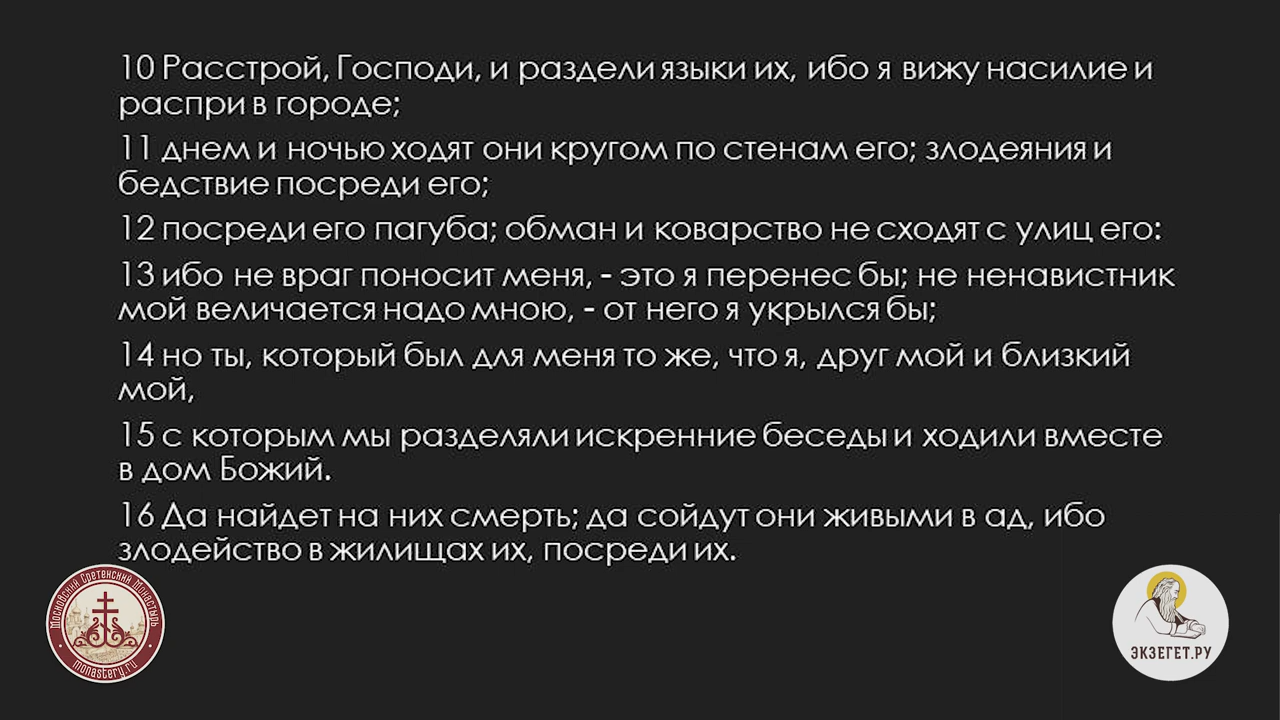 10 Расстрой, Господи, и раздели языки их, ибо я вижу насилие и
распри в городе;
11 днем и ночью ходят они кругом по стенам его; злодеяния и
бедствие посреди его;
12 посреди его пагуба; обман и коварство не сходят с улиц его:
13 ибо не враг поносит меня, - это я перенес бы; не ненавистник
мой величается надо мною, - от него я укрылся бы;
14 но ты, который был для меня то же, что я, друг мой и близкий
мой,
15 с которым мы разделяли искренние беседы и ходили вместе
в дом Божий.
16 Да найдет на них смерть; да сойдут они живыми в ад, ибо
злодейство в жилищах их, посреди их.
Московский Сретенский Монастырь
monastery.ru
ЭКЗЕГЕТ.РУ